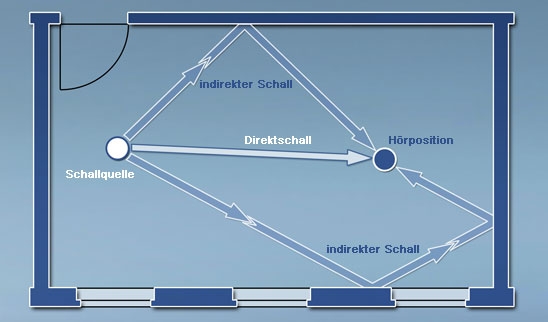 indirekter Schall
Direktschall
Hörposition
Schallquelle
indirekter Schall